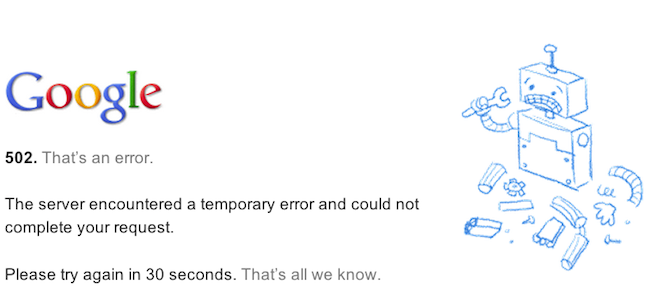 Google
502. That's an error.
The server encountered a temporary error and could not
complete your request.
Please try again in 30 seconds. That's all we know.